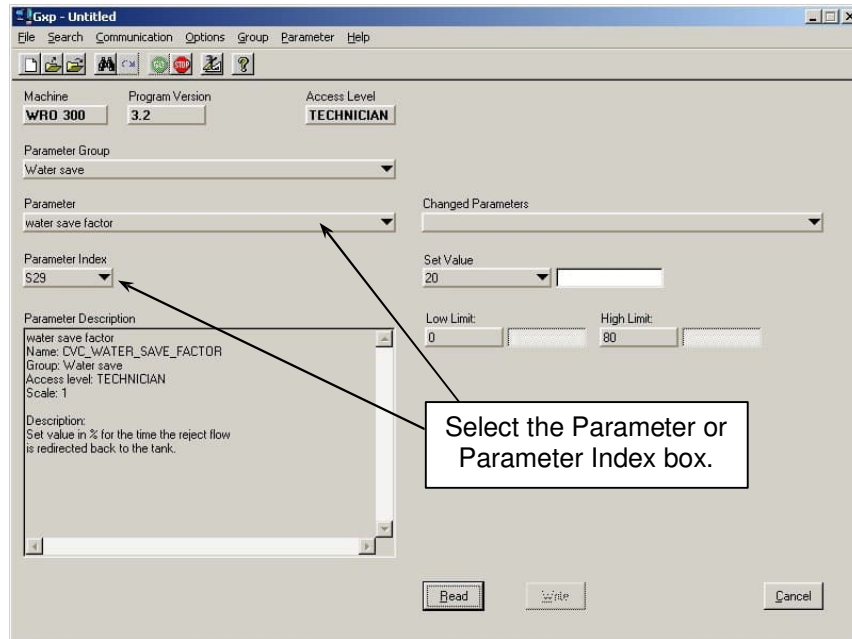 Gxp - Untitled
File Search Communication Options Group Parameter Help
GO STOP
Machine Program Version Access Level
WRO 300 3.2 TECHNICIAN
Parameter Group
Water save
Parameter Changed Parameters
water save factor
Parameter Index Set Value
S29 20
Parameter Description Low Limit: High Limit:
0 80
water save factor
Name: CVC_WATER_SAVE_FACTOR
Group: Water save
Access level: TECHNICIAN
Scale: 1
Description:
Set value in % for the time the reject flow
is redirected back to the tank.
Select the Parameter or
Parameter Index box.
Read Write Cancel